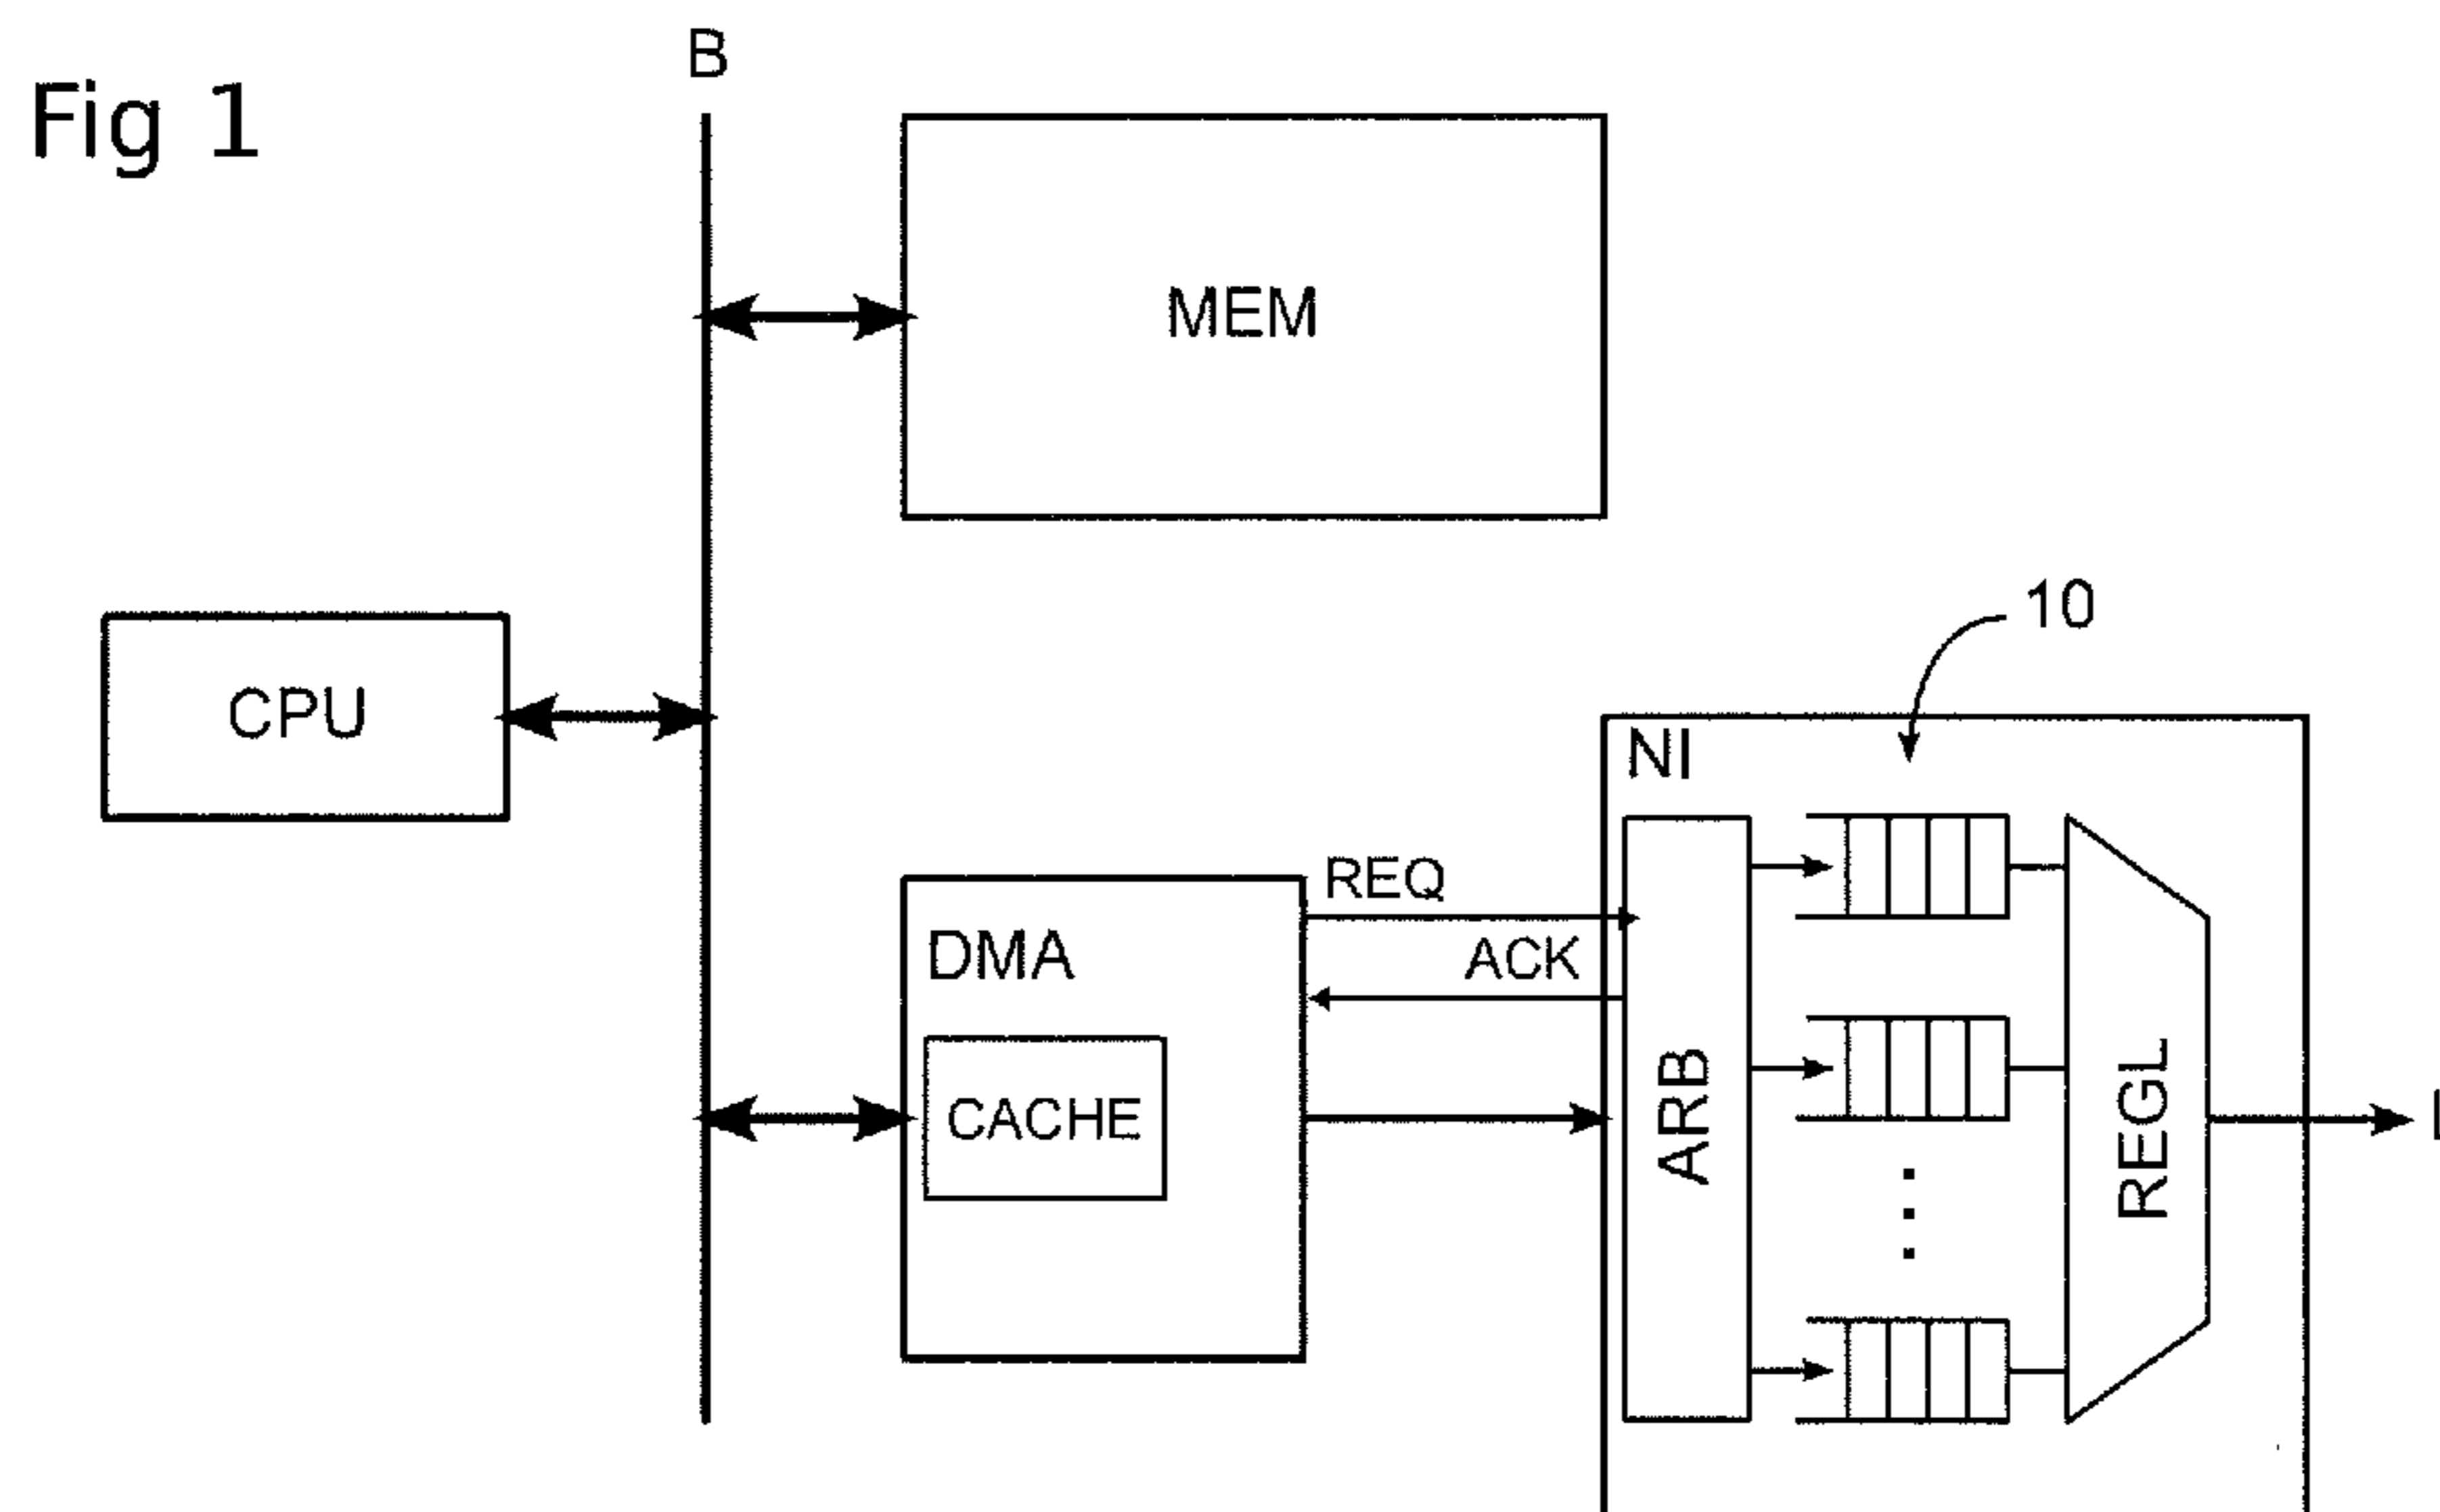 B
Fig 1
MEM
10
CPU
NI
REQ
DMA
ACK
CACHE
ARB
REGL